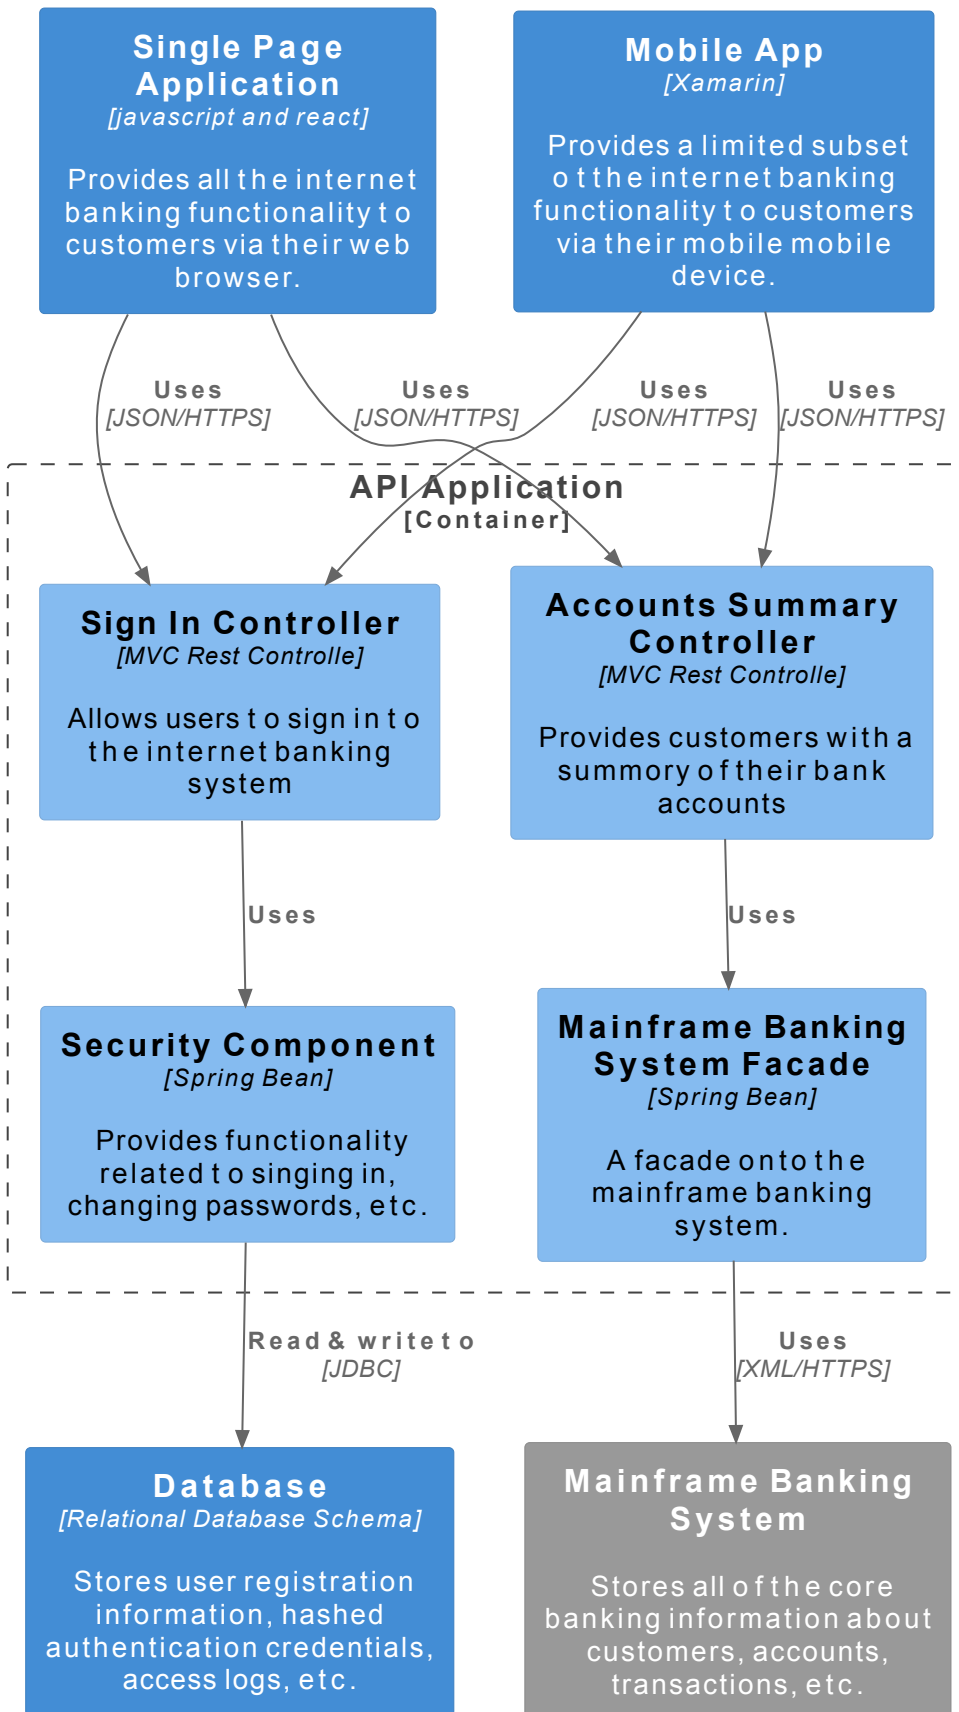 Single Page
Application
[javascript and react]
Provides all the internet
banking functionality to
customers via their web
browser.
Mobile App
[Xamarin]
Provides a limited subset
ot the internet banking
functionality to customers
via their mobile mobile
device.
Uses
[JSON/HTTPS]
Uses
[JSON/HTTPS]
Uses
[JSON/HTTPS]
Uses
[JSON/HTTPS]
API Application
[Container]
Sign In Controller
[MVC Rest Controlle]
Allows users to sign in to
the internet banking
system
Accounts Summary
Controller
[MVC Rest Controlle]
Provides customers with a
summory of their bank
accounts
Uses
Uses
Security Component
[Spring Bean]
Provides functionality
related to singing in,
changing passwords, etc.
Mainframe Banking
System Facade
[Spring Bean]
A facade onto the
mainframe banking
system.
Read & write to
[JDBC]
Uses
[XML/HTTPS]
Database
[Relational Database Schema]
Stores user registration
information, hashed
authentication credentials,
access logs, etc.
Mainframe Banking
System
Stores all of the core
banking information about
customers, accounts,
transactions, etc.